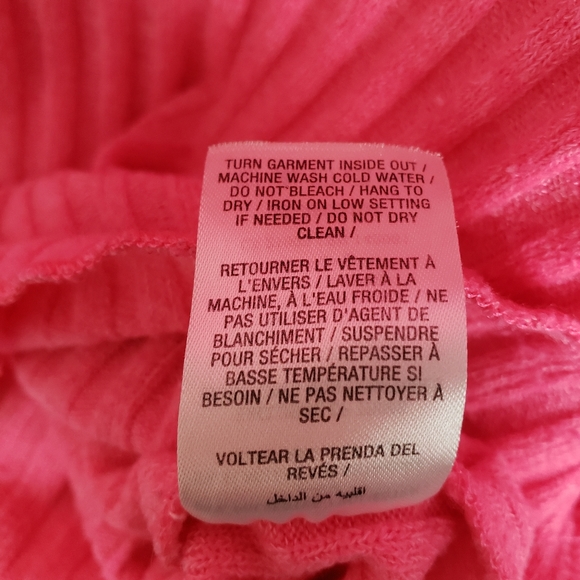 TURN GARMENT INSIDE OUT /
MACHINE WASH COLD WATER /
DO NOT BLEACH / HANG TO
DRY / IRON ON LOW SETTING
IF NEEDED / DO NOT DRY
CLEAN /
RETOURNER LE VÊTEMENT À
L'ENVERS / LAVER À LA
MACHINE, À L'EAU FROIDE / NE
PAS UTILISER D'AGENT DE
BLANCHIMENT / SUSPENDRE
POUR SÉCHER / REPASSER À
BASSE TEMPÉRATURE SI
BESOIN / NE PAS NETTOYER À
SEC /
VOLTEAR LA PRENDA DEL
REVÉS /
اقلبيه من الداخل